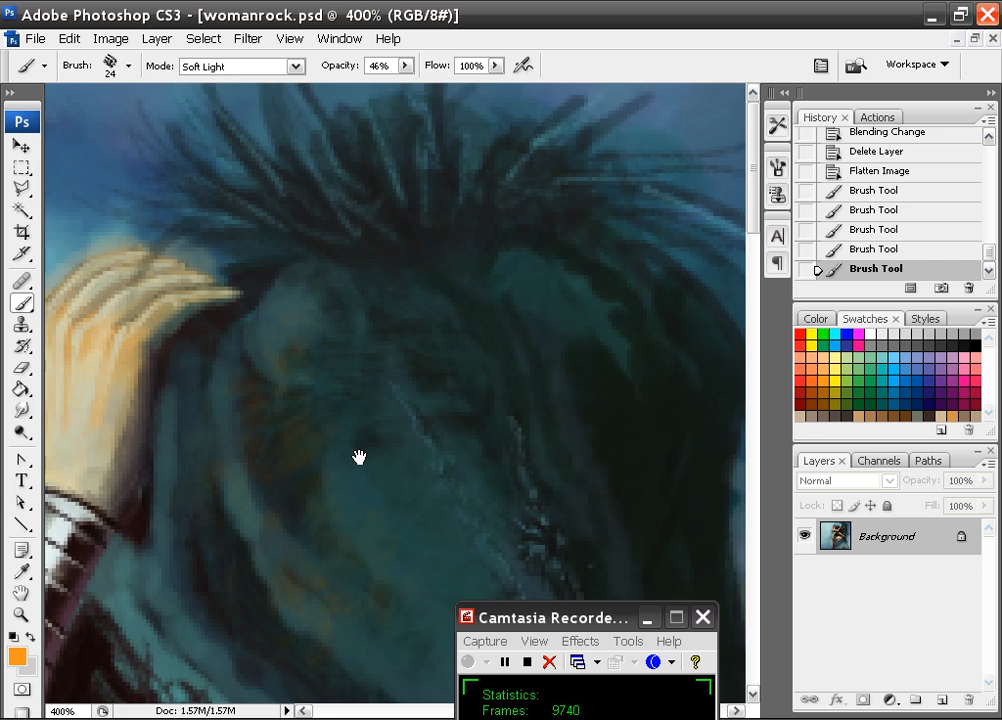 Ps Adobe Photoshop CS3 - [womanrock.psd @ 400% (RGB/8#)]
Ps File Edit Image Layer Select Filter View Window Help
Brush: 24 Mode: Soft Light Opacity: 46% Flow: 100% Workspace
Ps
T
History Actions
Blending Change
Delete Layer
Flatten Image
Brush Tool
Brush Tool
Brush Tool
Brush Tool
Brush Tool
A
Color Swatches Styles
Layers Channels Paths
Normal Opacity: 100%
Lock: Fill: 100%
Background
Camtasia Recorde...
Capture View Effects Tools Help
Statistics:
Frames: 9740
400% Doc: 1.57M/1.57M